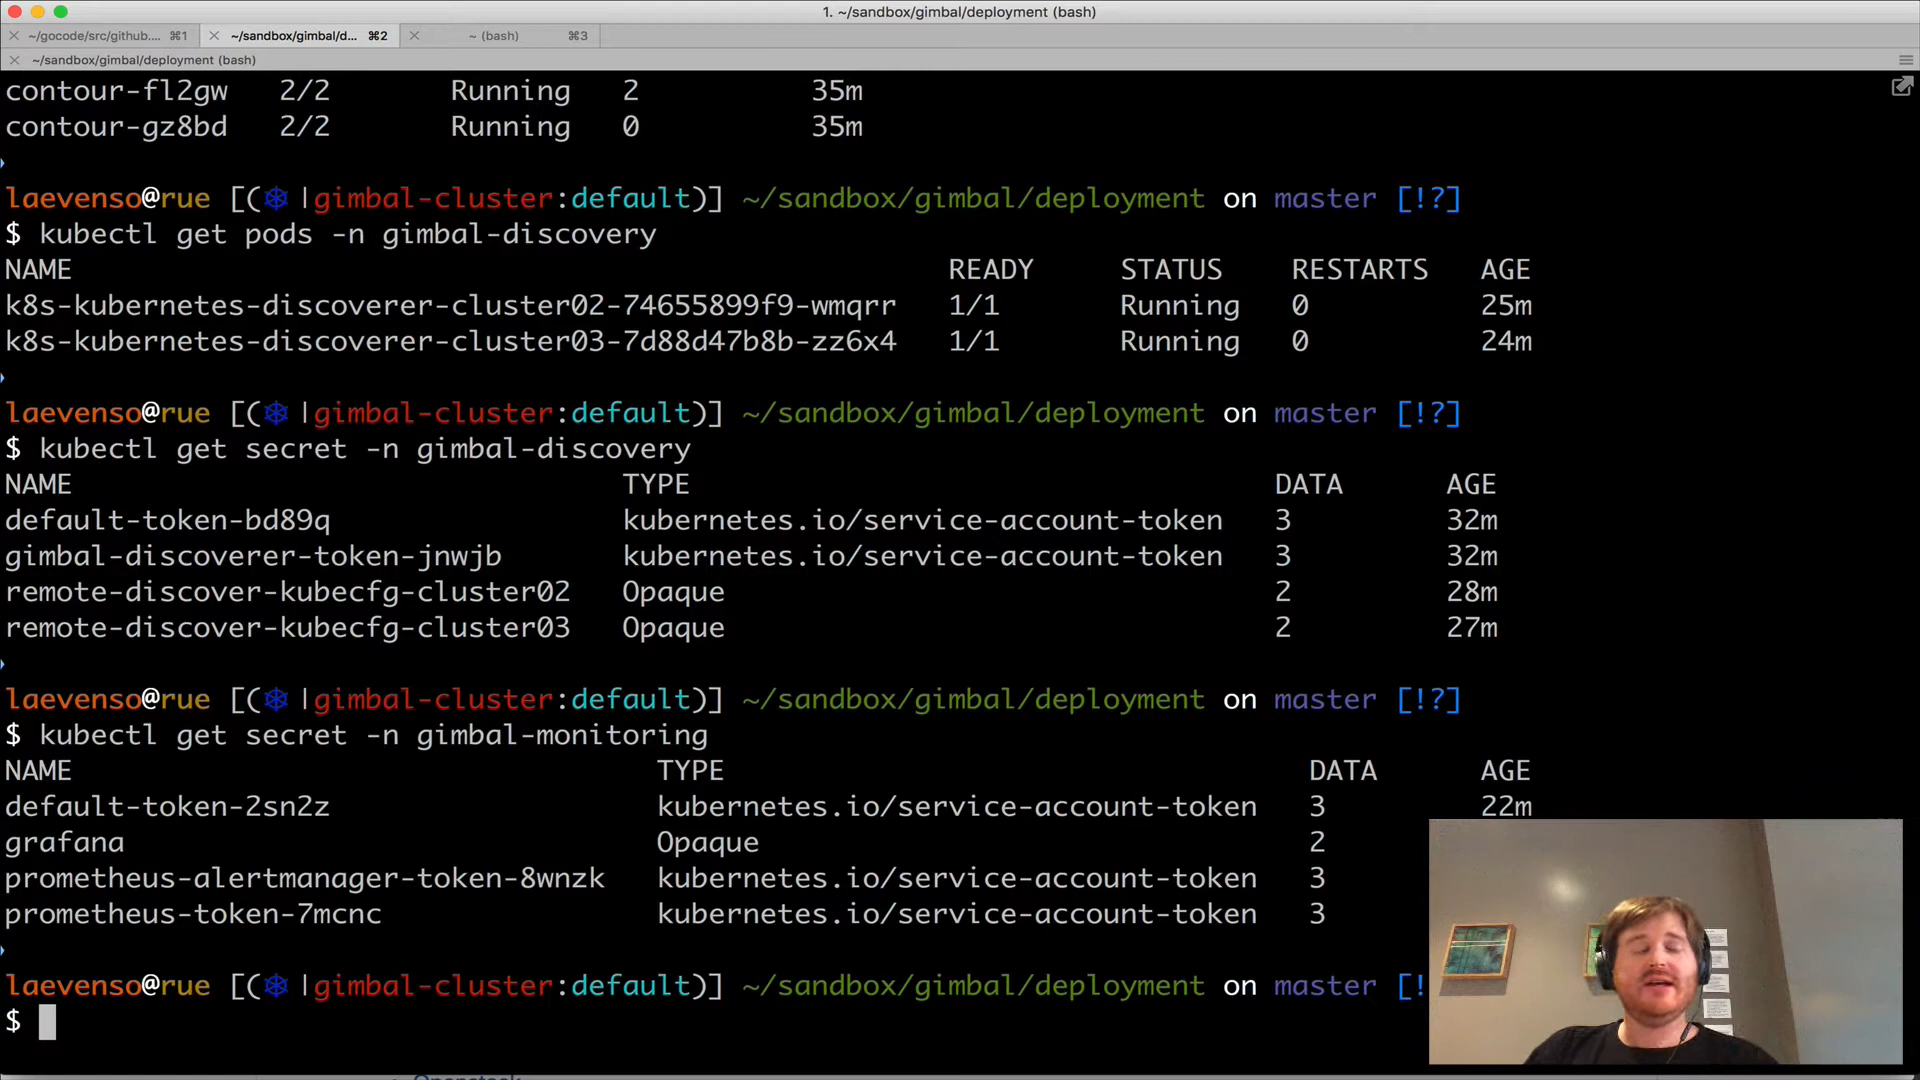 1. ~/sandbox/gimbal/deployment (bash)
~/gocode/src/github.... ⌘1 ~/sandbox/gimbal/d... ⌘2 ~ (bash) ⌘3
~/sandbox/gimbal/deployment (bash)
contour-fl2gw 2/2 Running 2 35m
contour-gz8bd 2/2 Running 0 35m
laevenso@rue [(⎈ |gimbal-cluster:default)] ~/sandbox/gimbal/deployment on master [!?]
$ kubectl get pods -n gimbal-discovery
NAME READY STATUS RESTARTS AGE
k8s-kubernetes-discoverer-cluster02-74655899f9-wmqrr 1/1 Running 0 25m
k8s-kubernetes-discoverer-cluster03-7d88d47b8b-zz6x4 1/1 Running 0 24m
laevenso@rue [(⎈ |gimbal-cluster:default)] ~/sandbox/gimbal/deployment on master [!?]
$ kubectl get secret -n gimbal-discovery
NAME TYPE DATA AGE
default-token-bd89q kubernetes.io/service-account-token 3 32m
gimbal-discoverer-token-jnwjb kubernetes.io/service-account-token 3 32m
remote-discover-kubecfg-cluster02 Opaque 2 28m
remote-discover-kubecfg-cluster03 Opaque 2 27m
laevenso@rue [(⎈ |gimbal-cluster:default)] ~/sandbox/gimbal/deployment on master [!?]
$ kubectl get secret -n gimbal-monitoring
NAME TYPE DATA AGE
default-token-2sn2z kubernetes.io/service-account-token 3 22m
grafana Opaque 2
prometheus-alertmanager-token-8wnzk kubernetes.io/service-account-token 3
prometheus-token-7mcnc kubernetes.io/service-account-token 3
laevenso@rue [(⎈ |gimbal-cluster:default)] ~/sandbox/gimbal/deployment on master [!
$